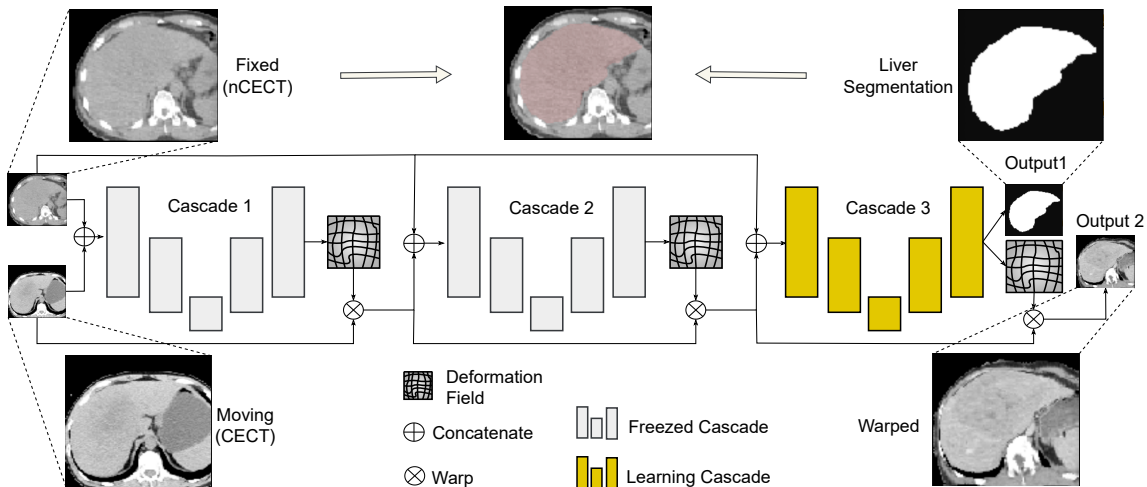 Fixed
(nCECT)
Liver
Segmentation
Output1
Cascade 1
Cascade 2
Cascade 3
Output 2
Moving
(CECT)
Deformation
Field
Concatenate
Warp
Freezed Cascade
Learning Cascade
Warped